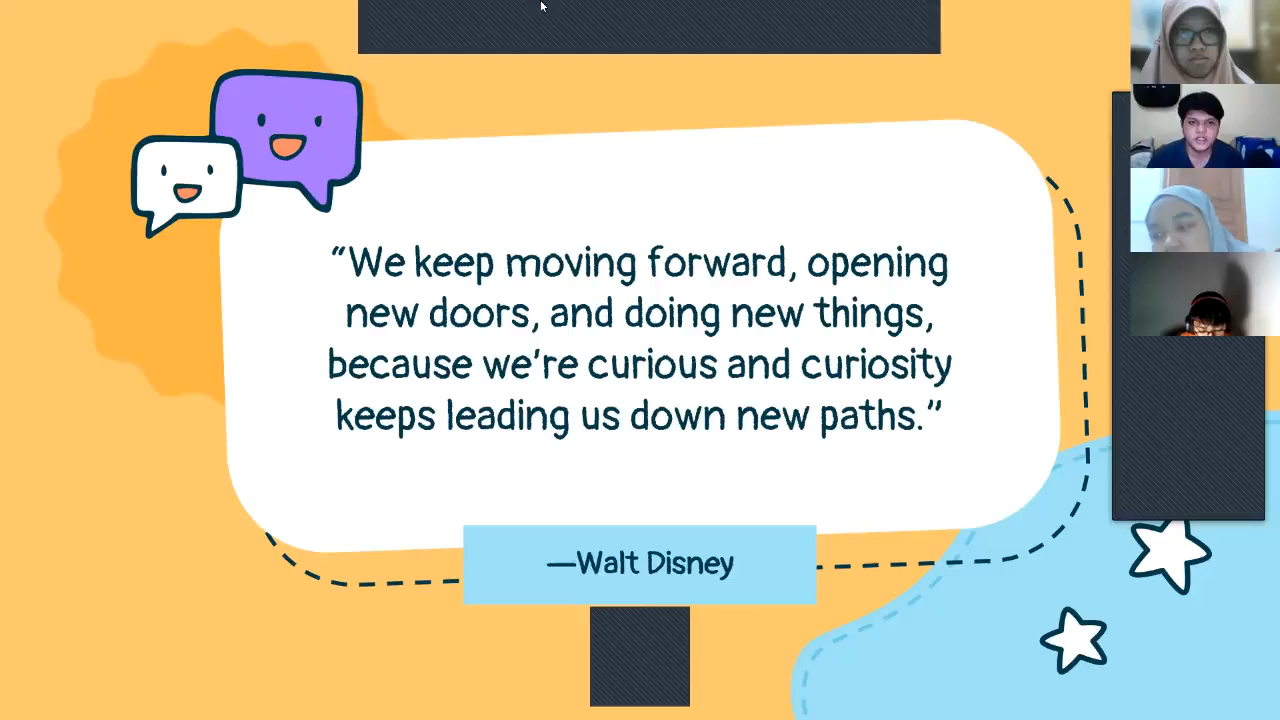 “We keep moving forward, opening
new doors, and doing new things,
because we’re curious and curiosity
keeps leading us down new paths.”
—Walt Disney